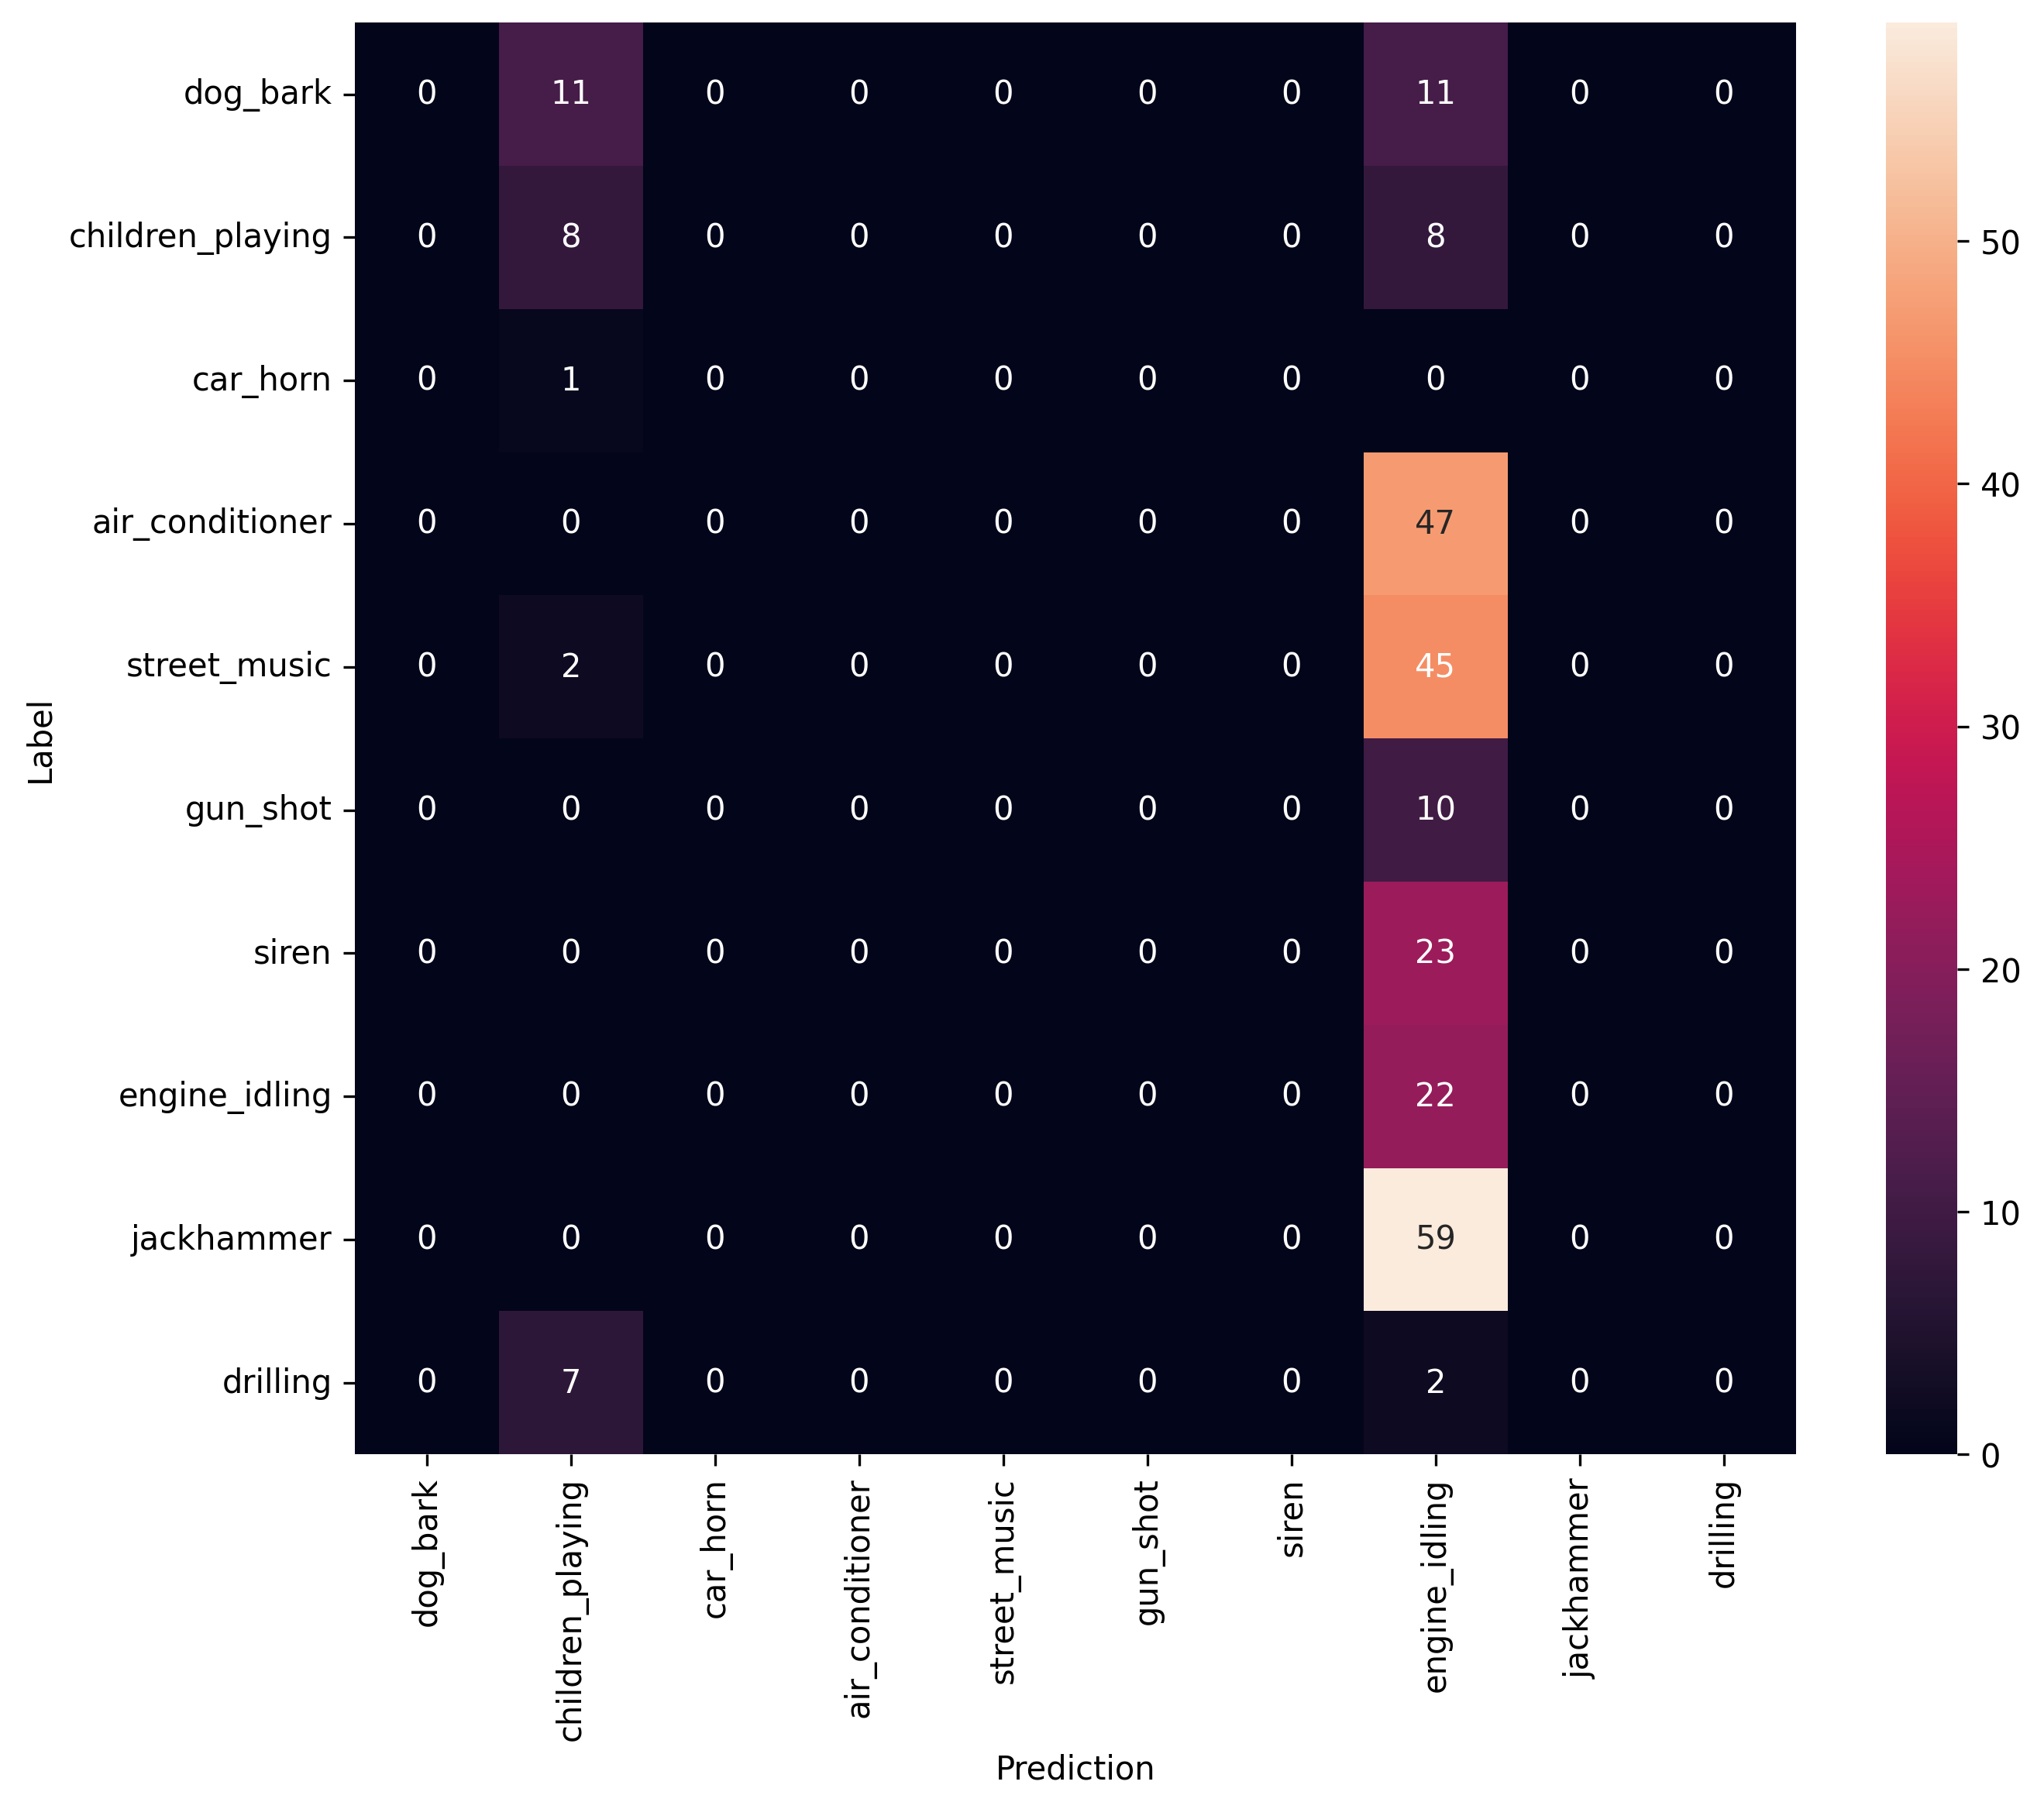 dog_bark 0 11 0 0 0 0 0 11 0 0
children_playing 0 8 0 0 0 0 0 8 0 0
50
car_horn 0 1 0 0 0 0 0 0 0 0
air_conditioner 0 0 0 0 0 0 0 47 0 0
40
street_music 0 2 0 0 0 0 0 45 0 0
30
Label
gun_shot 0 0 0 0 0 0 0 10 0 0
siren 0 0 0 0 0 0 0 23 0 0
20
engine_idling 0 0 0 0 0 0 0 22 0 0
jackhammer 0 0 0 0 0 0 0 59 0 0
10
drilling 0 7 0 0 0 0 0 2 0 0
0
dog_bark
children_playing
car_horn
air_conditioner
street_music
gun_shot
siren
engine_idling
jackhammer
drilling
Prediction